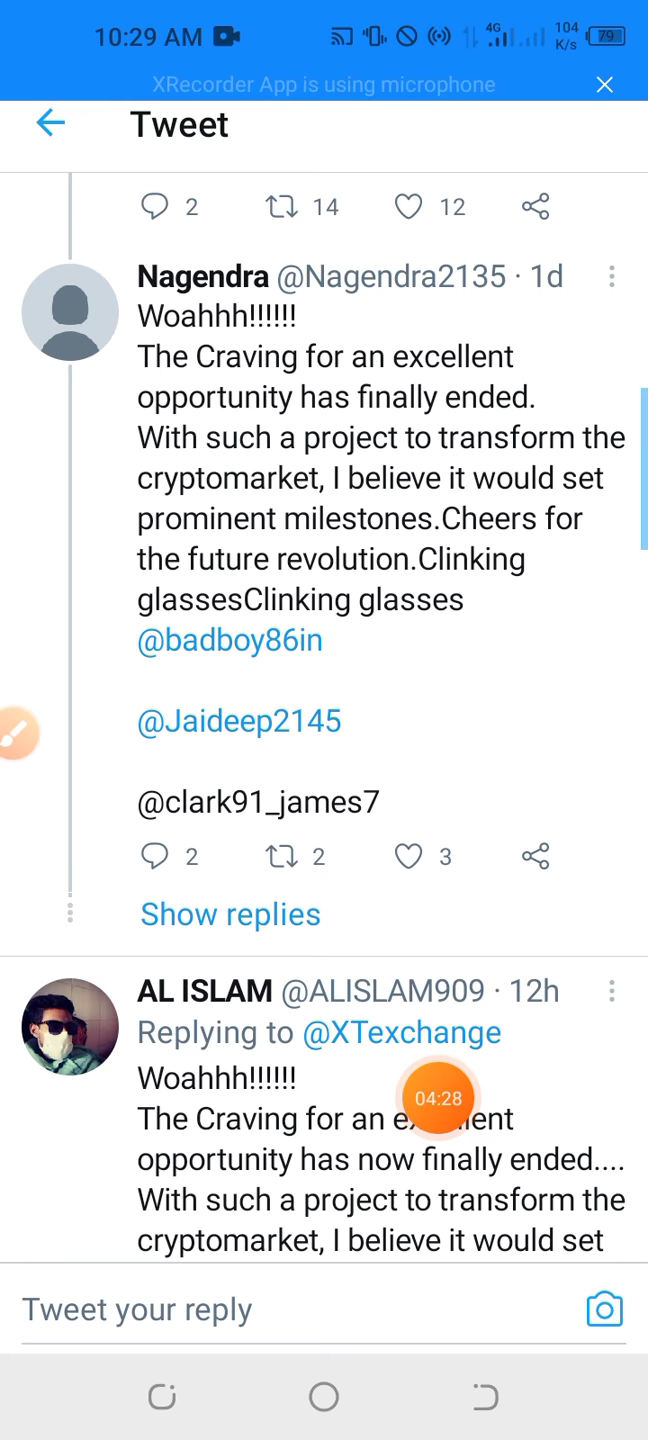 10:29 AM
4G
104
K/s
79
XRecorder App is using microphone
Tweet
2 14 12
Nagendra @Nagendra2135 · 1d
Woahhh!!!!!!
The Craving for an excellent
opportunity has finally ended.
With such a project to transform the
cryptomarket, I believe it would set
prominent milestones.Cheers for
the future revolution.Clinking
glassesClinking glasses
@badboy86in
@Jaideep2145
@clark91_james7
2 2 3
Show replies
AL ISLAM @ALISLAM909 · 12h
Replying to @XTexchange
Woahhh!!!!!!
04:28
The Craving for an
opportunity has now finally ended....
With such a project to transform the
cryptomarket, I believe it would set
Tweet your reply